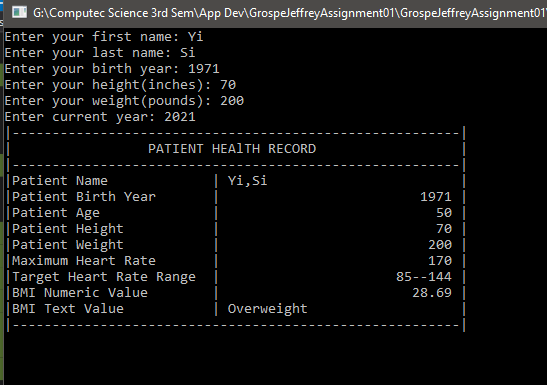 G:\Computec Science 3rd Sem\App Dev\GrospeJeffreyAssignment01\GrospeJeffreyAssignment01\
Enter your first name: Yi
Enter your last name: Si
Enter your birth year: 1971
Enter your height(inches): 70
Enter your weight(pounds): 200
Enter current year: 2021
|--------------------------------------------------------|
|                 PATIENT HEAlTH RECORD                  |
|--------------------------------------------------------|
|Patient Name             | Yi,Si                        |
|Patient Birth Year       |                         1971 |
|Patient Age              |                           50 |
|Patient Height           |                           70 |
|Patient Weight           |                          200 |
|Maximum Heart Rate       |                          170 |
|Target Heart Rate Range  |                      85--144 |
|BMI Numeric Value        |                        28.69 |
|BMI Text Value           | Overweight                   |
|--------------------------------------------------------|